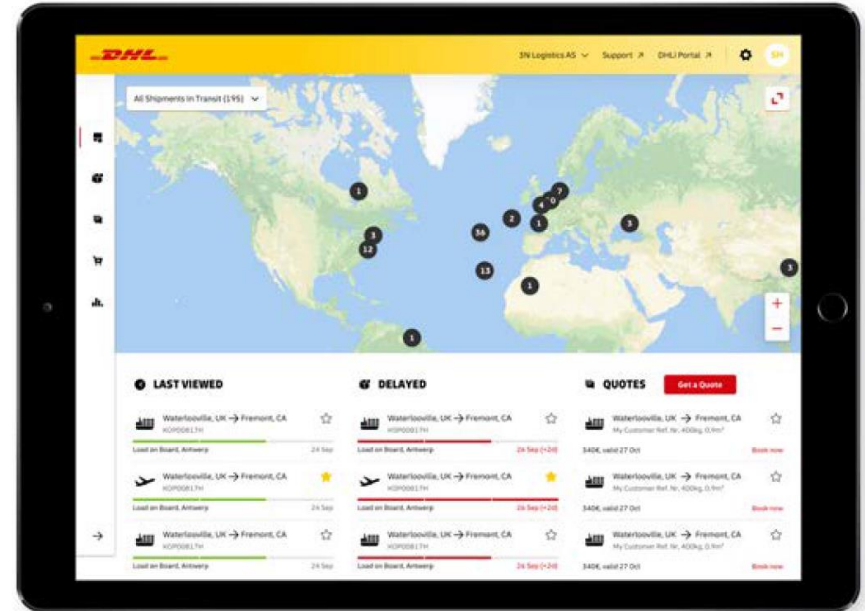 DHL
3N Logistics AS
Support
DHLi Portal
SH
All Shipments In Transit (195)
1
7
4
2
1
3
36
3
12
13
1
3
1
+
−
LAST VIEWED
DELAYED
QUOTES
Get a Quote
Waterlooville, UK → Fremont, CA
Load on Board, Antwerp 24 Sep
Waterlooville, UK → Fremont, CA
Load on Board, Antwerp 24 Sep
Waterlooville, UK → Fremont, CA
Load on Board, Antwerp 24 Sep
Waterlooville, UK → Fremont, CA
Load on Board, Antwerp 26 Sep (+2d)
Waterlooville, UK → Fremont, CA
Load on Board, Antwerp 26 Sep (+2d)
Waterlooville, UK → Fremont, CA
Load on Board, Antwerp 26 Sep (+2d)
Waterlooville, UK → Fremont, CA
My Customer Ref. Nr, 400kg, 0,9m³
340€, valid 27 Oct Book now
Waterlooville, UK → Fremont, CA
My Customer Ref. Nr, 400kg, 0,9m³
340€, valid 27 Oct Book now
Waterlooville, UK → Fremont, CA
My Customer Ref. Nr, 400kg, 0,9m³
340€, valid 27 Oct Book now